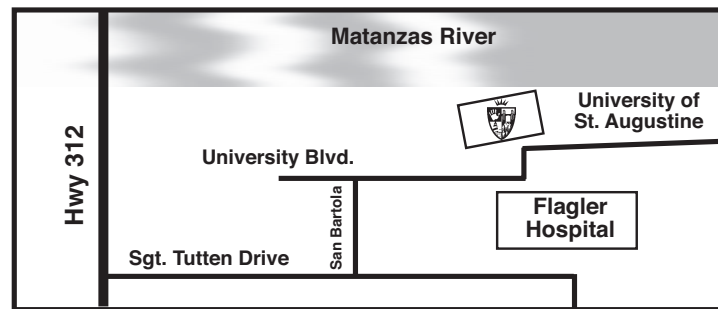 Matanzas River
University of
St. Augustine
Hwy 312
University Blvd.
San Bartola
Flagler
Hospital
Sgt. Tutten Drive